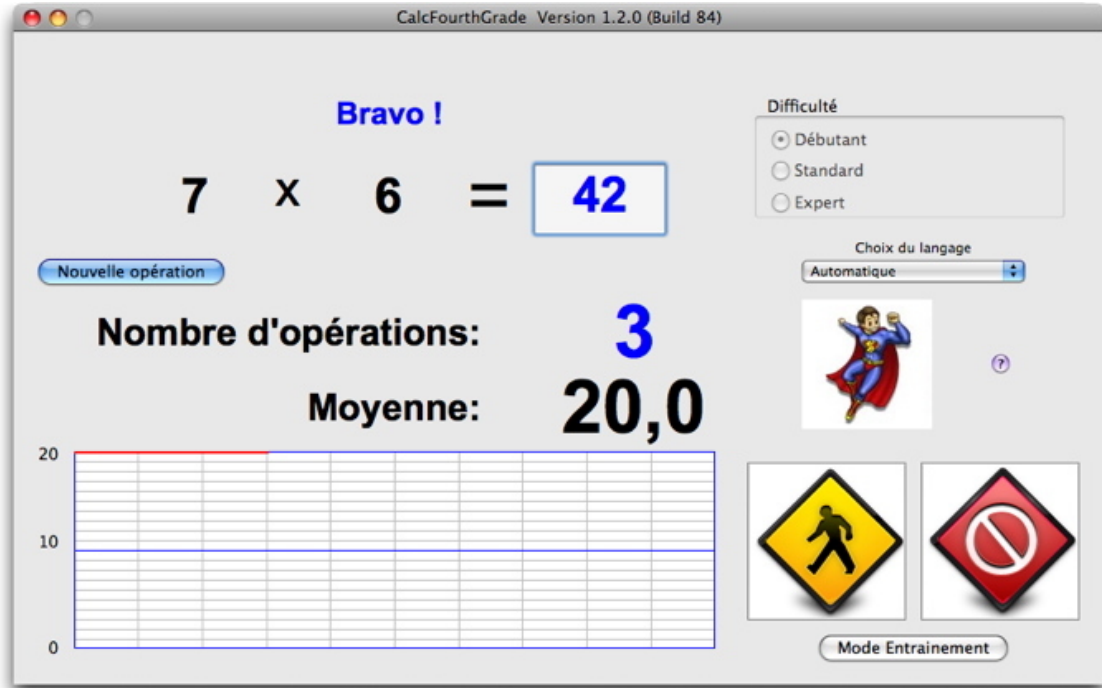 CalcFourthGrade Version 1.2.0 (Build 84)
Bravo !
7 x 6 = 42
Nouvelle opération
Nombre d'opérations: 3
Moyenne: 20,0
20
10
0
Difficulté
Débutant
Standard
Expert
Choix du langage
Automatique
?
Mode Entrainement